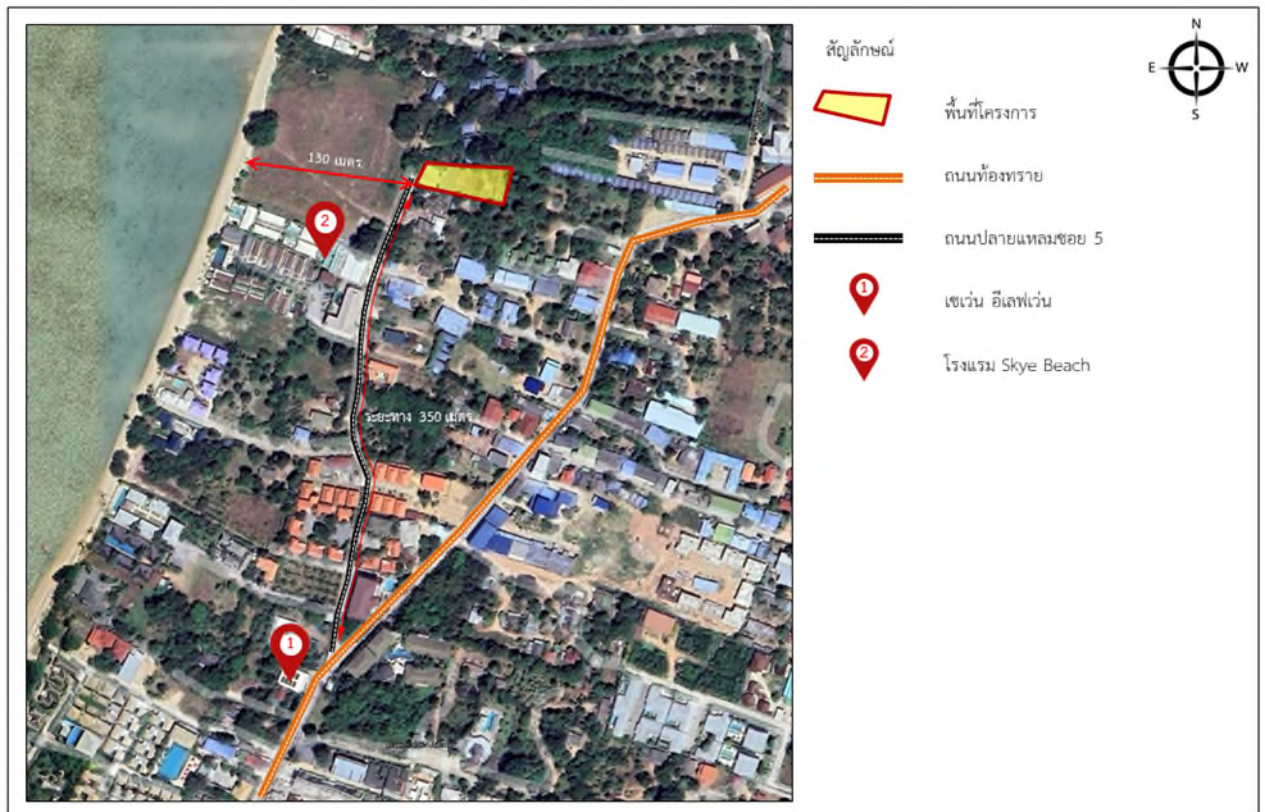 สัญลักษณ์
N
E
W
S
พื้นที่โครงการ
130 เมตร
ถนนท้องทราย
2
ถนนปลายแหลมซอย 5
1
เซเว่น อีเลฟเว่น
2
โรงแรม Skye Beach
ระยะทาง 350 เมตร
1